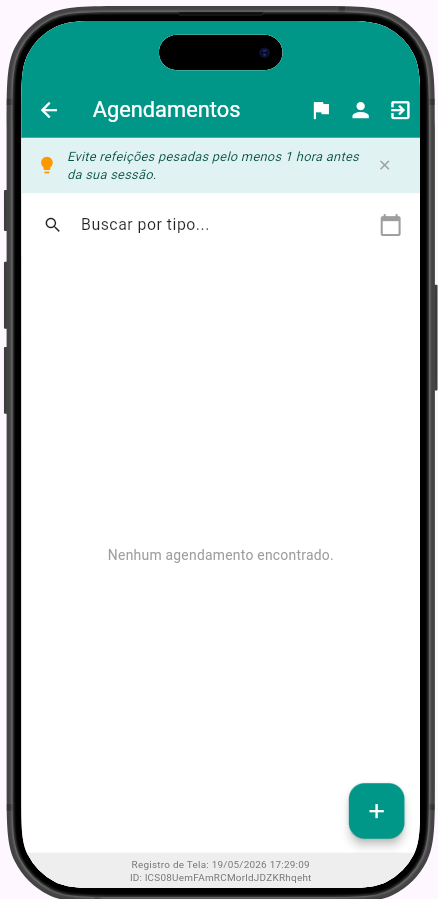 Agendamentos
Evite refeições pesadas pelo menos 1 hora antes
da sua sessão.
Buscar por tipo...
Nenhum agendamento encontrado.
Registro de Tela: 19/05/2026 17:29:09
ID: ICS08UemFAmRCMorldJDZKRhqeht